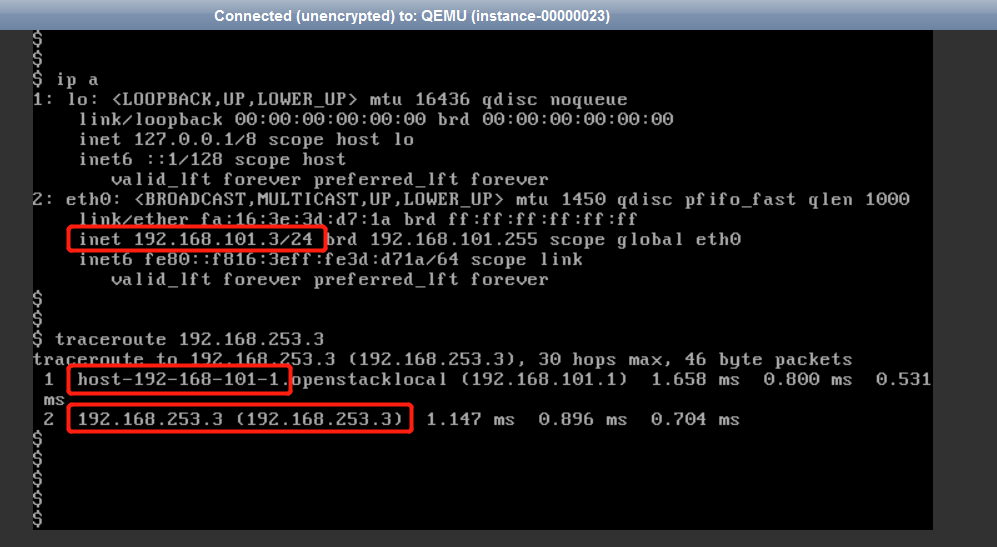 Connected (unencrypted) to: QEMU (instance-00000023)
$
$
$ ip a
1: lo: <LOOPBACK,UP,LOWER_UP> mtu 16436 qdisc noqueue
link/loopback 00:00:00:00:00:00 brd 00:00:00:00:00:00
inet 127.0.0.1/8 scope host lo
inet6 ::1/128 scope host
valid_lft forever preferred_lft forever
2: eth0: <BROADCAST,MULTICAST,UP,LOWER_UP> mtu 1450 qdisc pfifo_fast qlen 1000
link/ether fa:16:3e:3d:d7:1a brd ff:ff:ff:ff:ff:ff
inet 192.168.101.3/24 brd 192.168.101.255 scope global eth0
inet6 fe80::f816:3eff:fe3d:d71a/64 scope link
valid_lft forever preferred_lft forever
$
$
$ traceroute 192.168.253.3
traceroute to 192.168.253.3 (192.168.253.3), 30 hops max, 46 byte packets
1 host-192-168-101-1.openstacklocal (192.168.101.1) 1.658 ms 0.800 ms 0.531
ms
2 192.168.253.3 (192.168.253.3) 1.147 ms 0.896 ms 0.704 ms
$
$
$
$
$